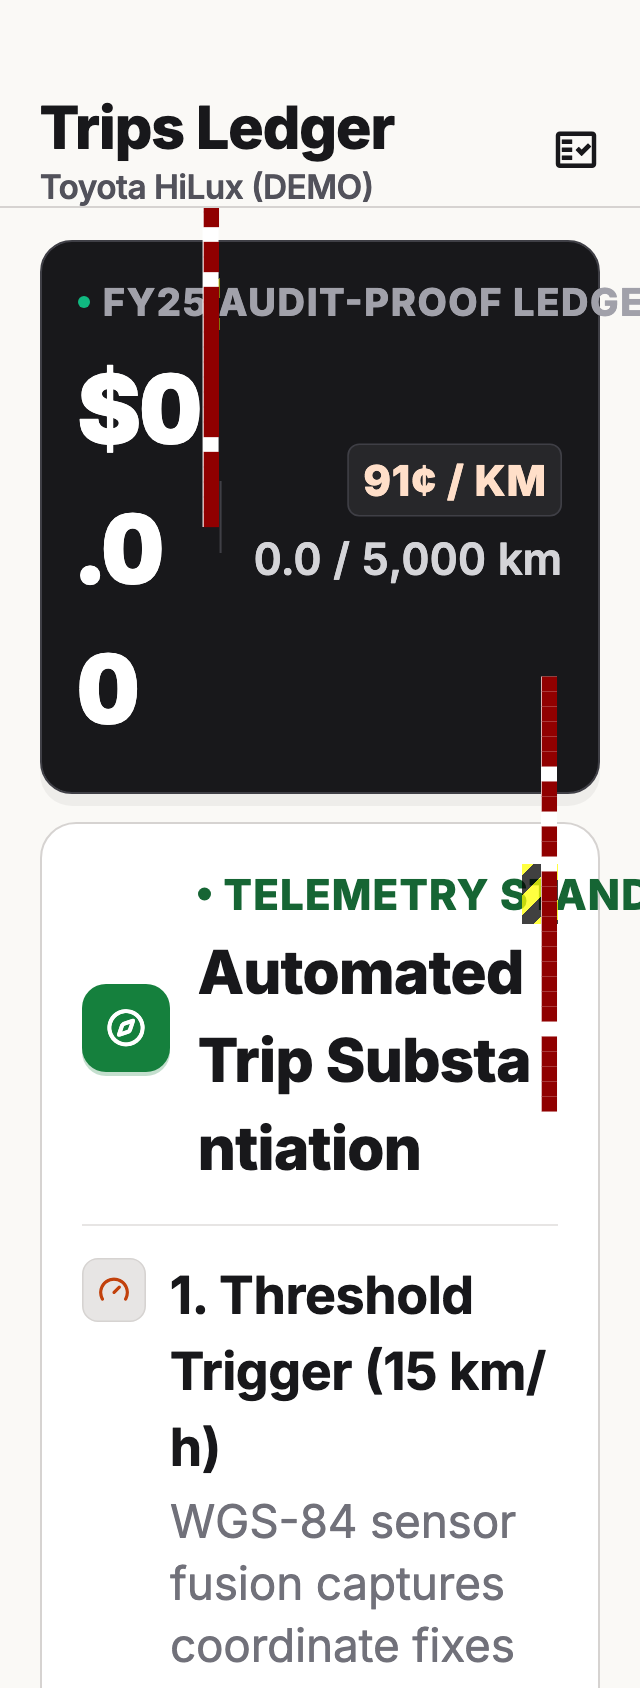 Trips Ledger
Toyota HiLux (DEMO)
• FY25 AUDIT-PROOF LEDGE
$0
.0
0
91¢ / KM
0.0 / 5,000 km
• TELEMETRY STAND
Automated
Trip Substa
ntiation
1. Threshold
Trigger (15 km/
h)
WGS-84 sensor
fusion captures
coordinate fixes